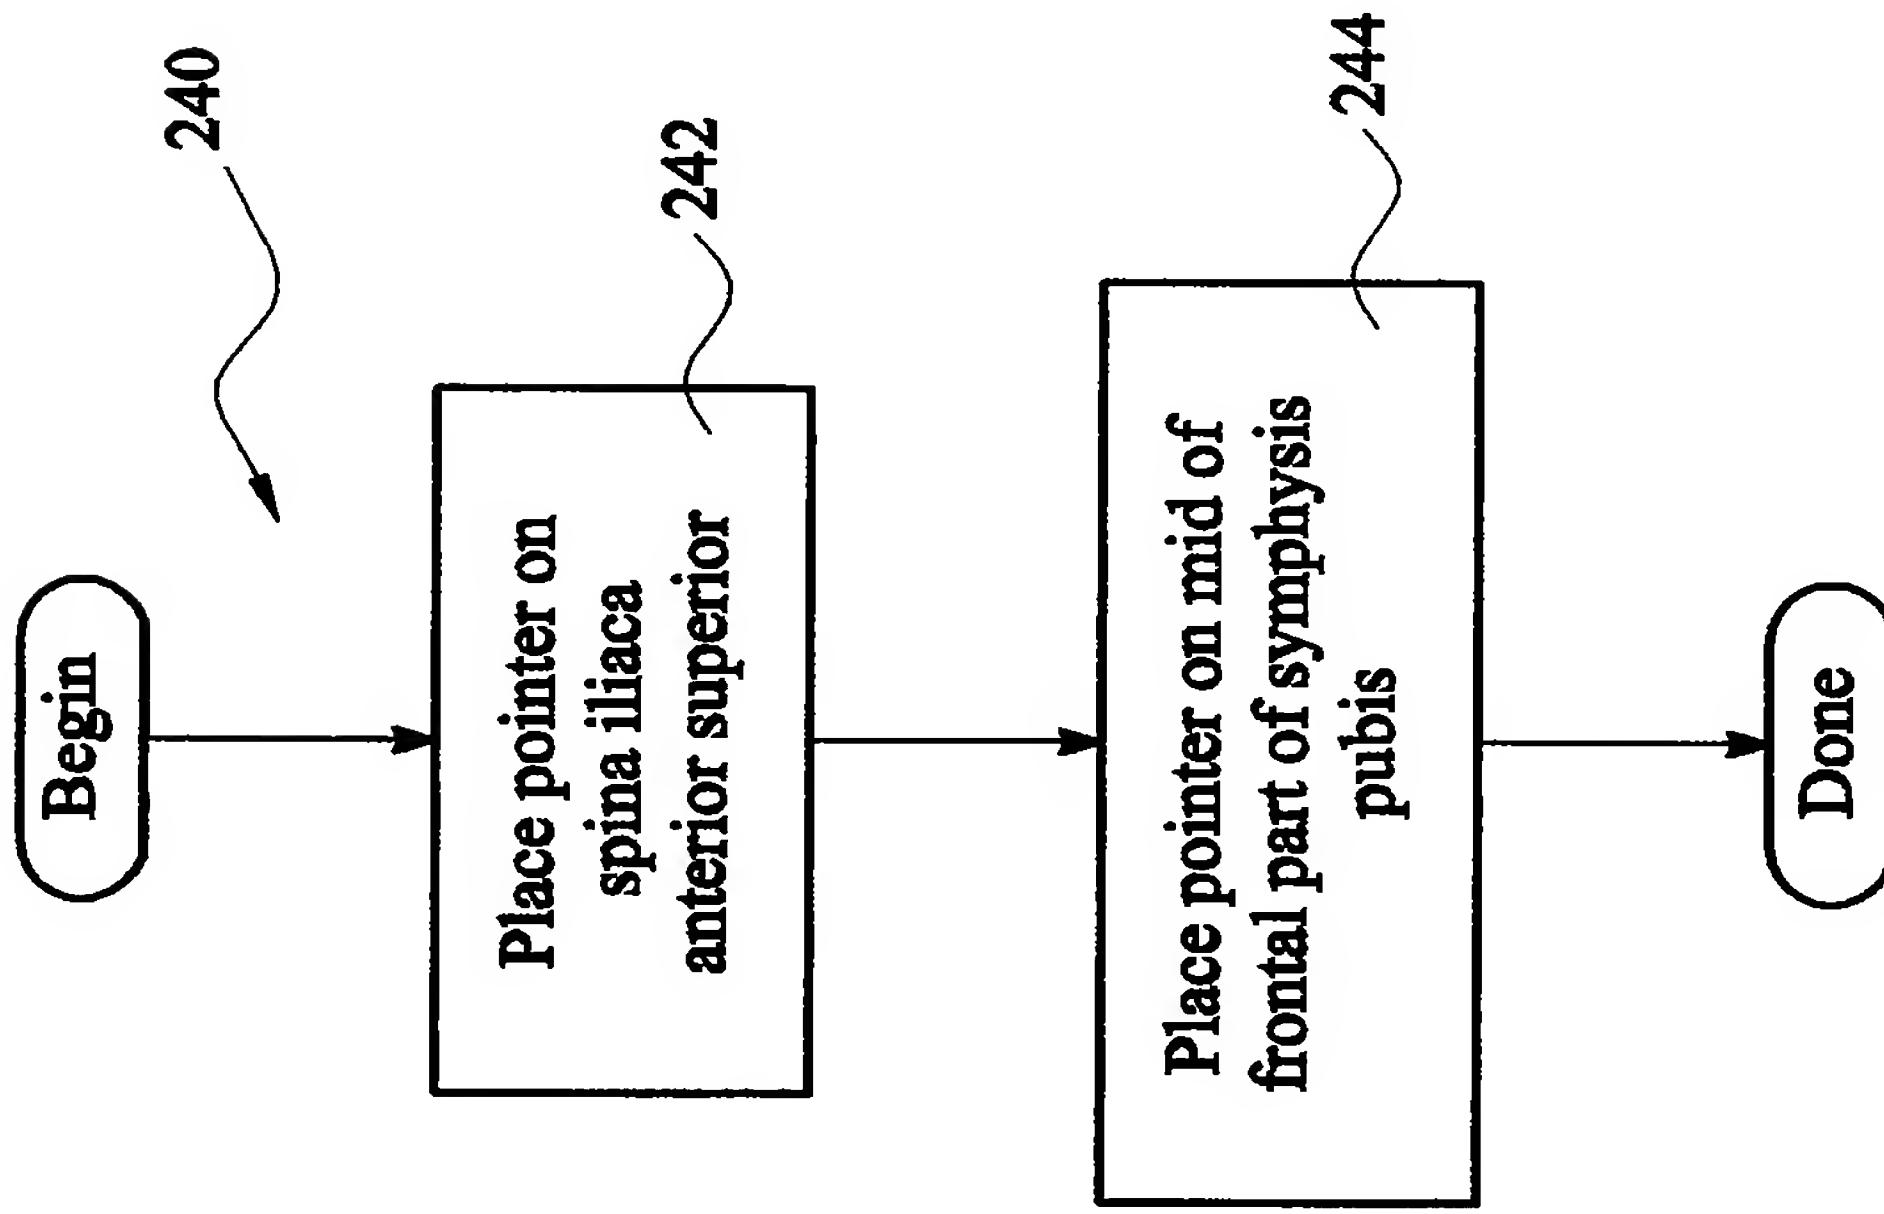 240
Begin
242
Place pointer on
spina iliaca
anterior superior
244
Place pointer on mid of
frontal part of symphysis
pubis
Done